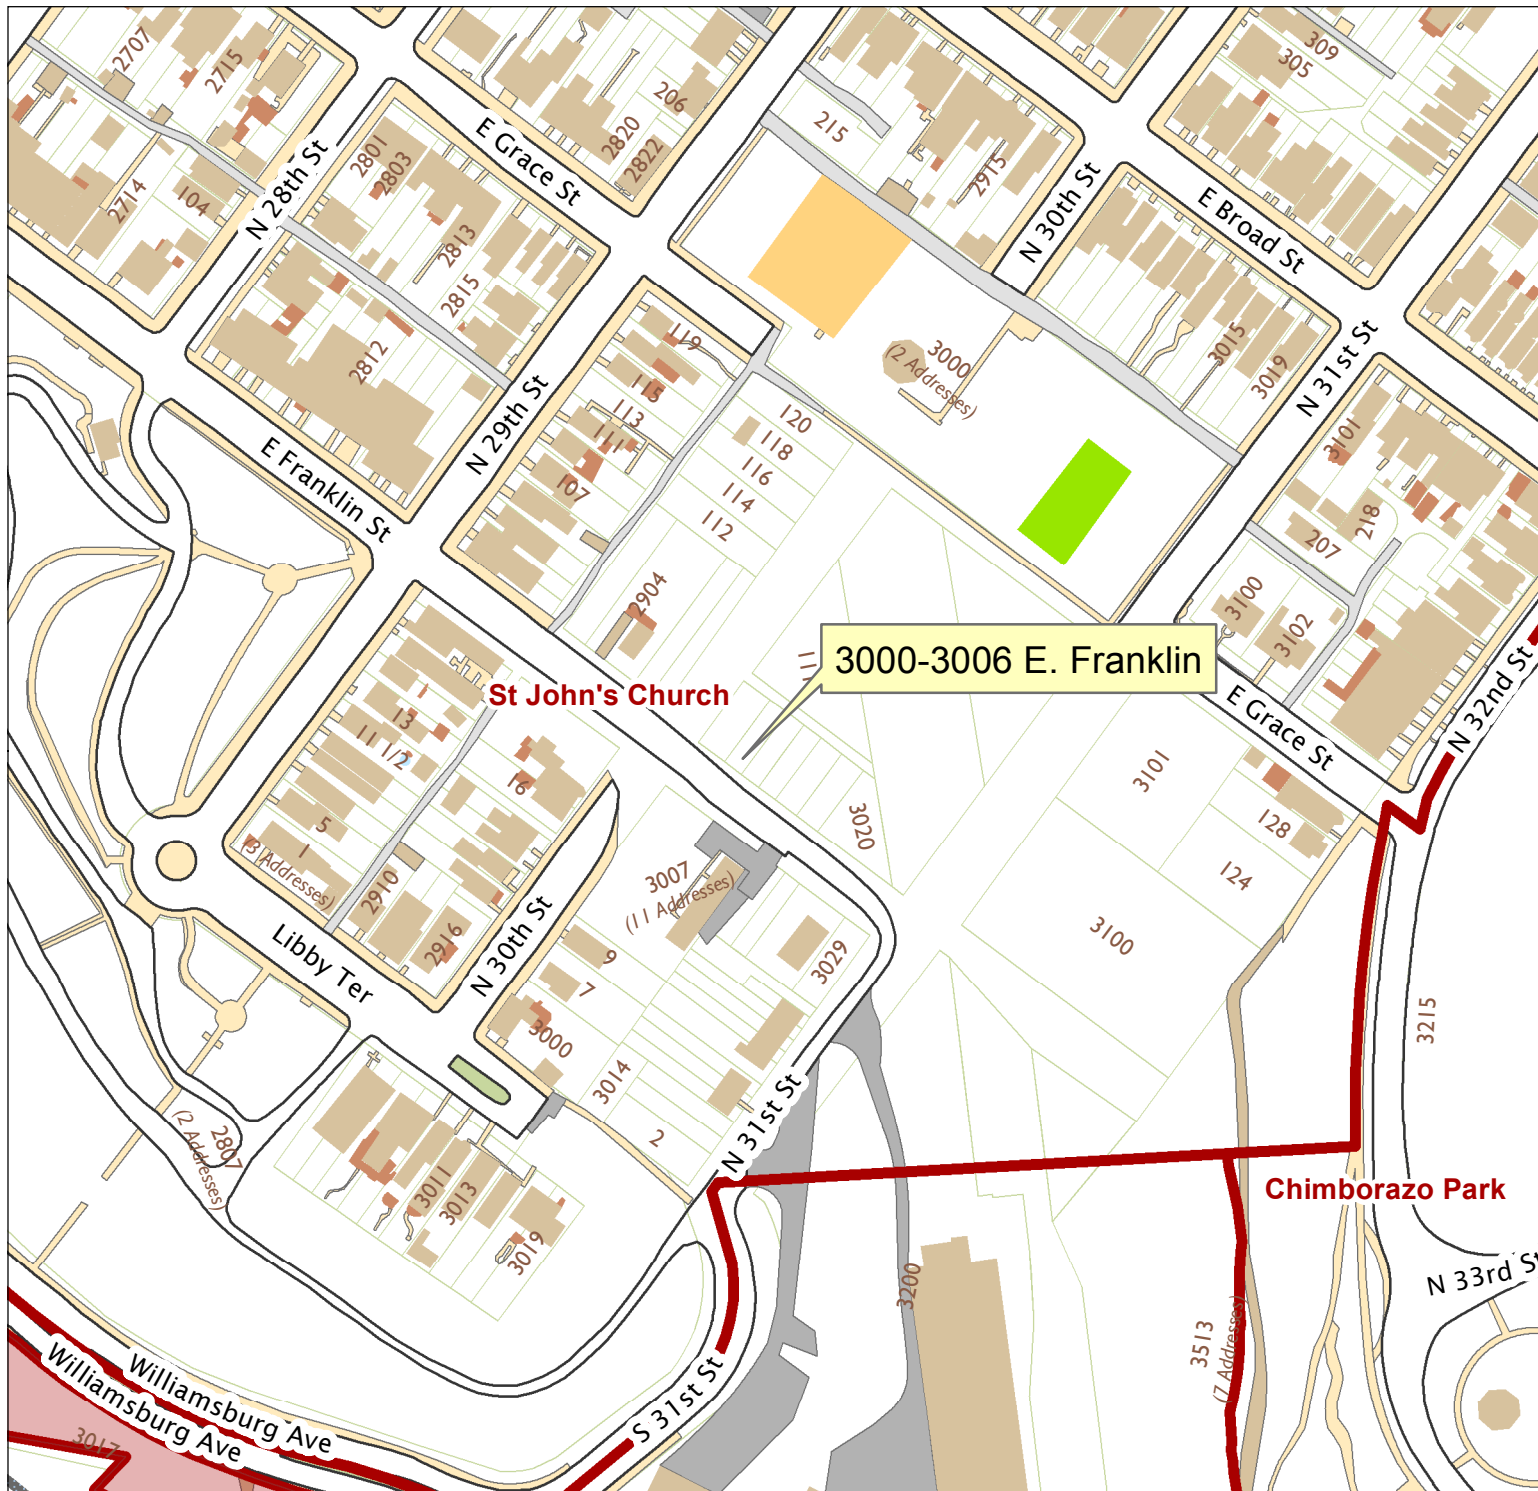 2707
2715
309
305
206
2820
2822
215
2915
E Grace St
N 28th St
2801
2803
2714
104
2813
2815
N 30th St
E Broad St
2812
119
115
113
111
107
3000
(2 Addresses)
3015
3019
N 31st St
N 29th St
E Franklin St
120
118
116
114
112
3101
218
207
2904
3100
3102
3000-3006 E. Franklin
St John's Church
13
11 1/2
16
5
1
(3 Addresses)
2910
2916
E Grace St
N 32nd St
3101
3020
128
124
3007
(11 Addresses)
3029
3100
Libby Ter
N 30th St
9
7
3000
3014
2
3215
N 31st St
2807
(2 Addresses)
3011
3013
3019
Chimborazo Park
3200
3513
(7 Addresses)
N 33rd St
Williamsburg Ave
Williamsburg Ave
S 31st St
3017